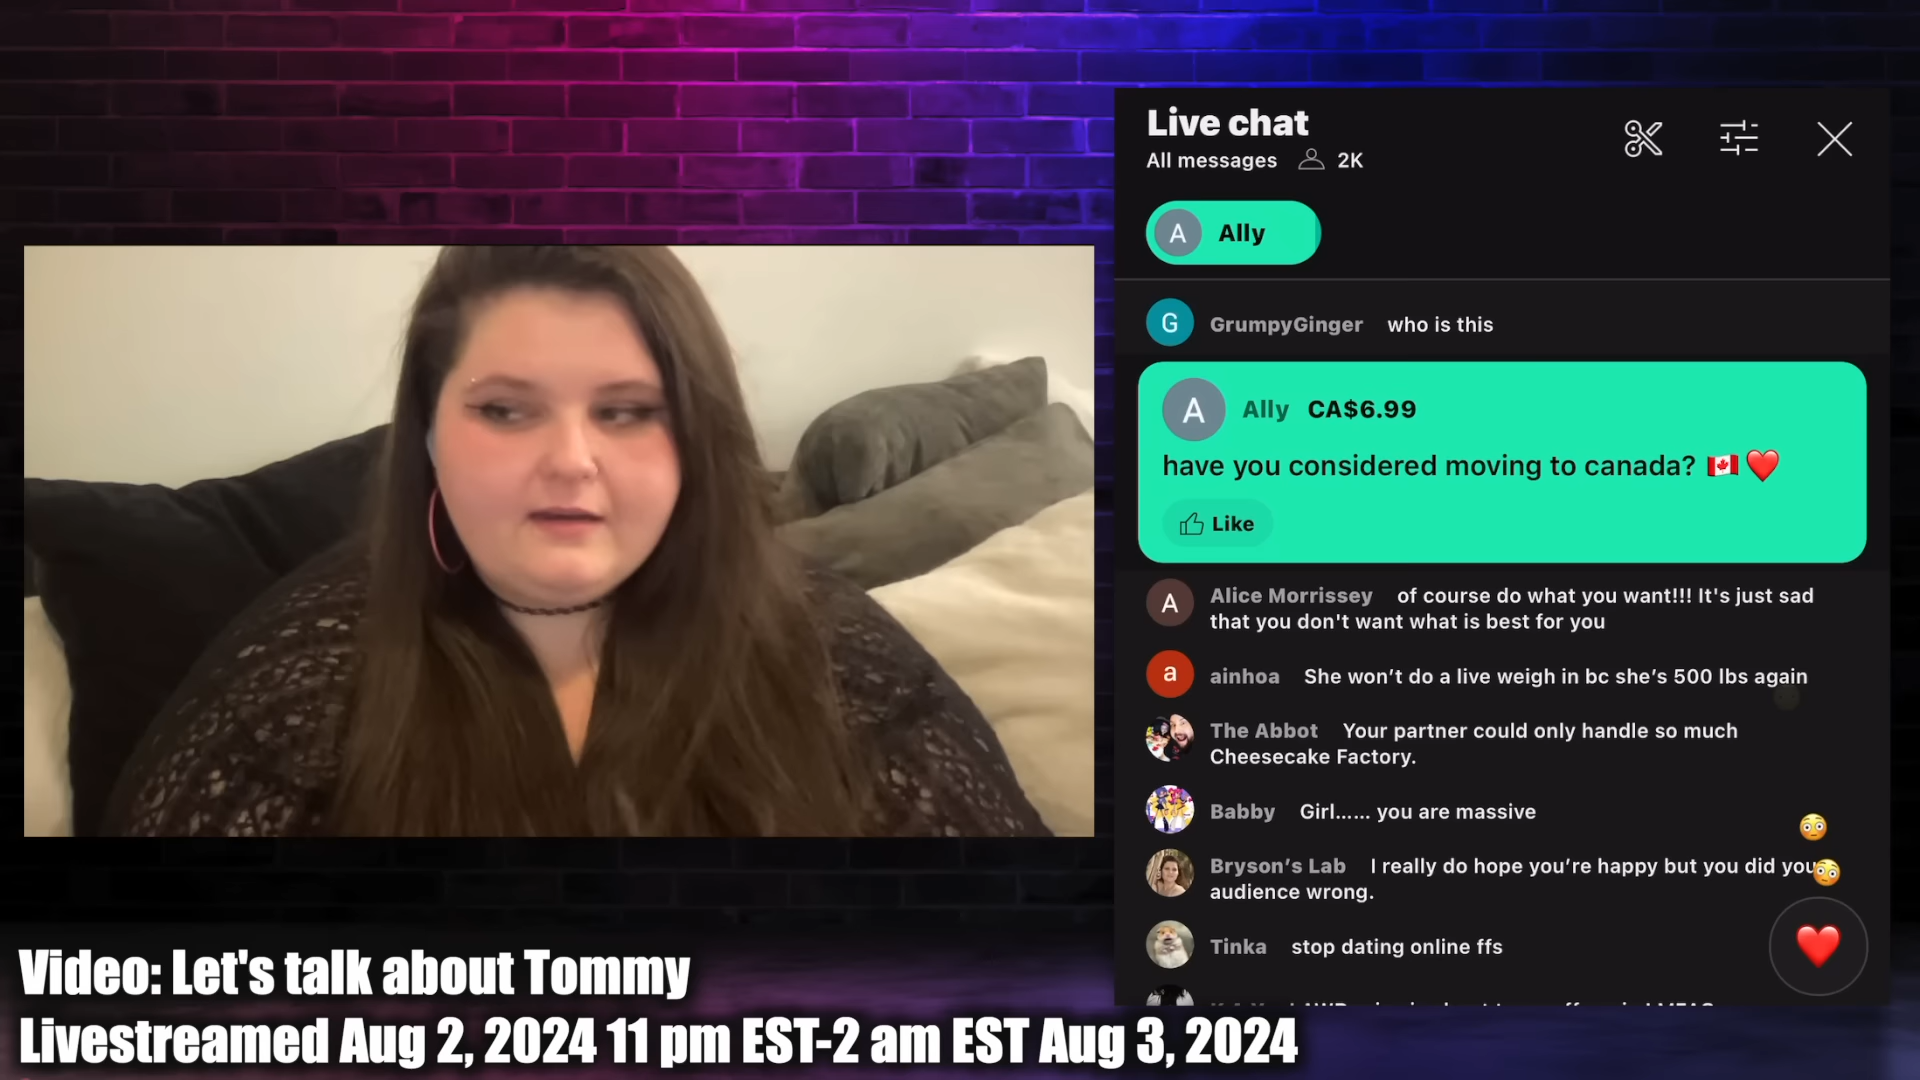 Live chat
All messages 2K
A Ally
G GrumpyGinger who is this
A Ally CA$6.99
have you considered moving to canada? 🇨🇦❤️
Like
A Alice Morrissey of course do what you want!!! It's just sad
that you don't want what is best for you
a ainhoa She won’t do a live weigh in bc she’s 500 lbs again
The Abbot Your partner could only handle so much
Cheesecake Factory.
Babby Girl...... you are massive
Bryson’s Lab I really do hope you’re happy but you did you
audience wrong.
Tinka stop dating online ffs
Video: Let's talk about Tommy
Livestreamed Aug 2, 2024 11 pm EST-2 am EST Aug 3, 2024